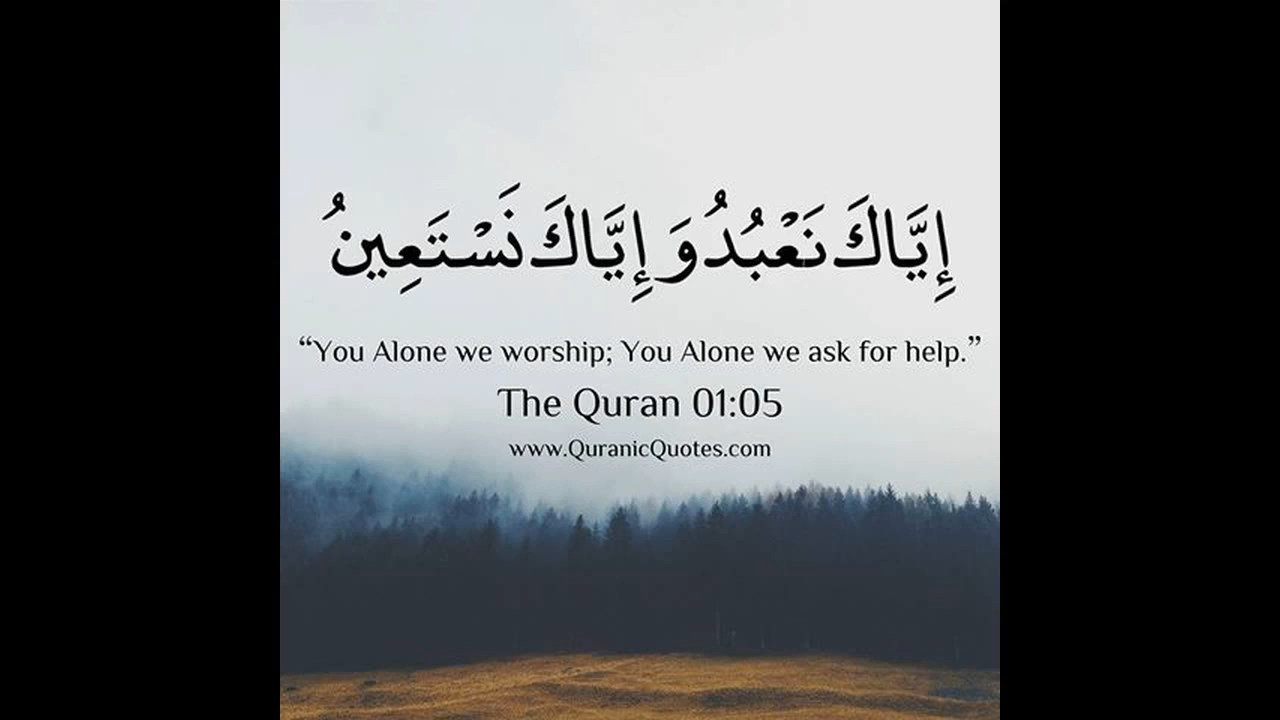 إِيَّاكَ نَعْبُدُ وَ إِيَّاكَ نَسْتَعِينُ
“You Alone we worship; You Alone we ask for help.”
The Quran 01:05
www.QuranicQuotes.com